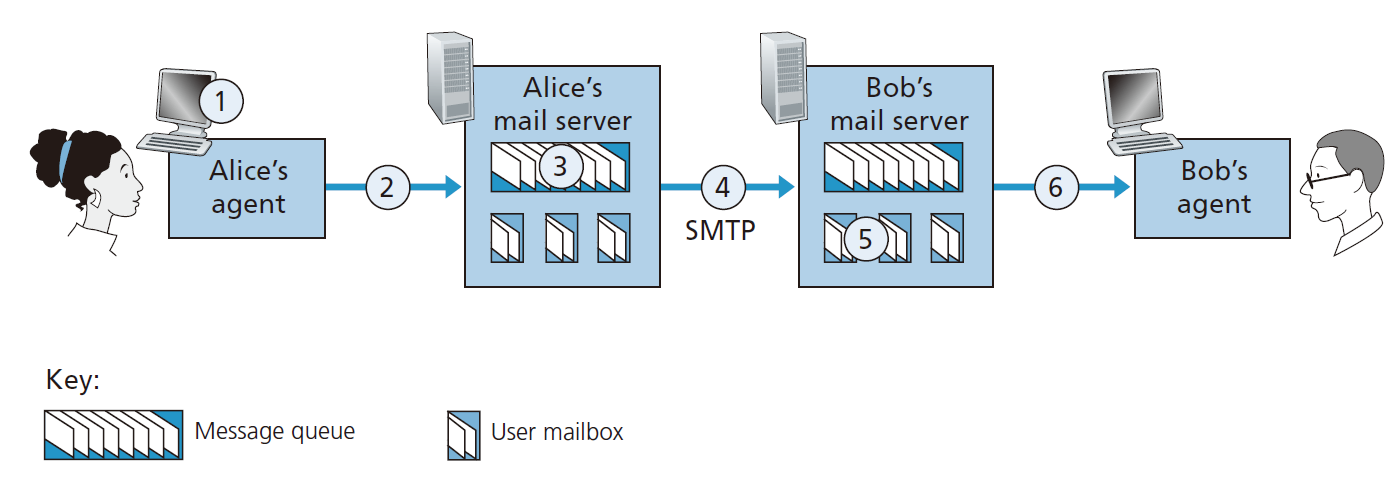 1
Alice's
agent
2
Alice's
mail server
3
4
SMTP
Bob's
mail server
5
6
Bob's
agent
Key:
Message queue
User mailbox